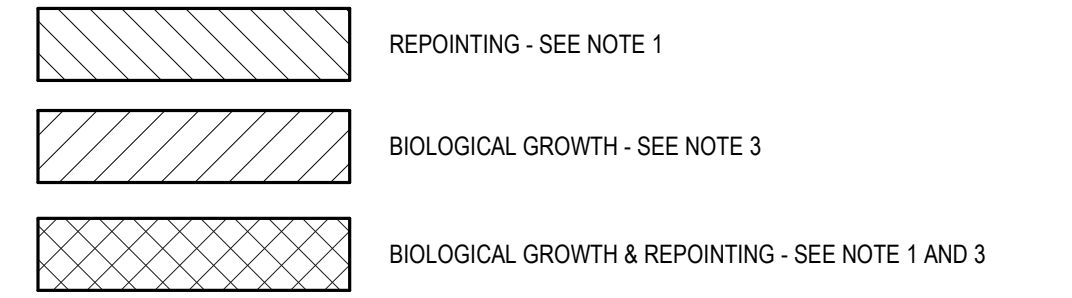 REPOINTING - SEE NOTE 1
BIOLOGICAL GROWTH - SEE NOTE 3
BIOLOGICAL GROWTH & REPOINTING - SEE NOTE 1 AND 3